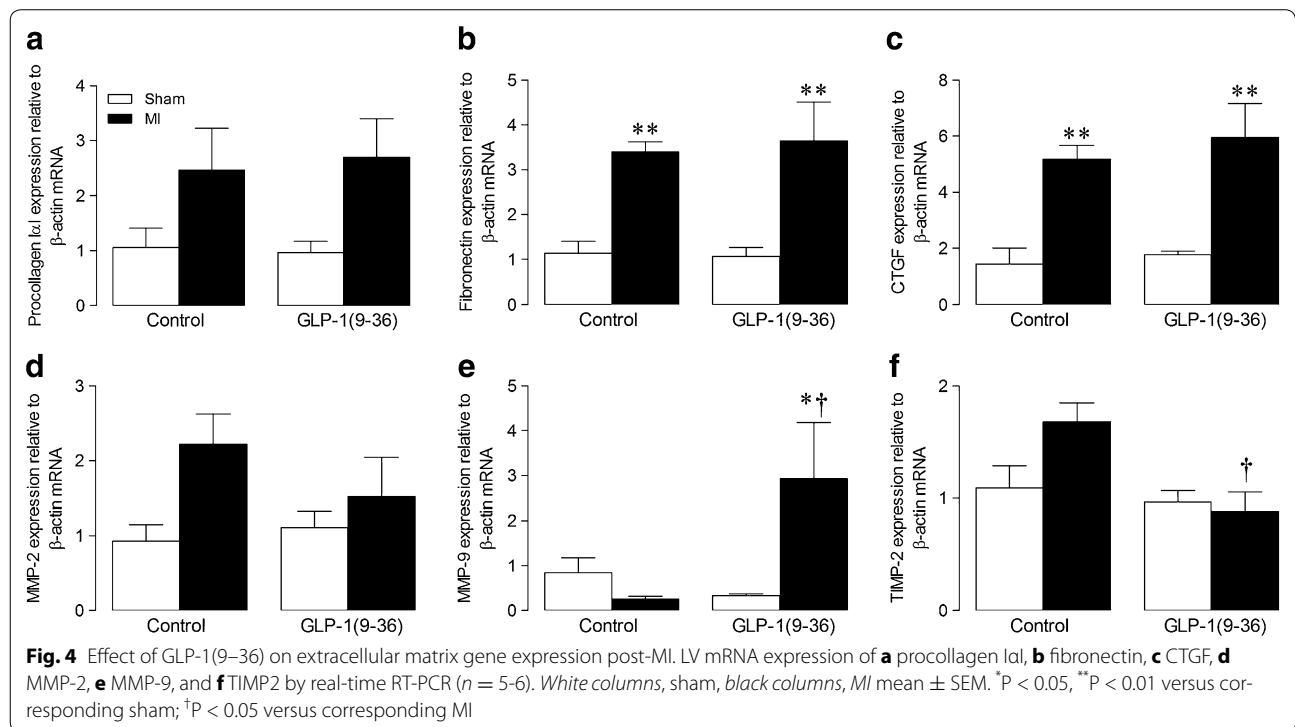 a
Procollagen IαI expression relative to
β-actin mRNA
4
3
2
1
0
Sham
MI
Control
GLP-1(9-36)
b
Fibronectin expression relative to
β-actin mRNA
5
4
3
2
1
0
**
**
Control
GLP-1(9-36)
c
CTGF expression relative to
β-actin mRNA
8
6
4
2
0
**
**
Control
GLP-1(9-36)
d
MMP-2 expression relative to
β-actin mRNA
3
2
1
0
Control
GLP-1(9-36)
e
MMP-9 expression relative to
β-actin mRNA
5
4
3
2
1
0
*†
Control
GLP-1(9-36)
f
TIMP-2 expression relative to
β-actin mRNA
2
1
0
†
Control
GLP-1(9-36)
Fig. 4 Effect of GLP-1(9–36) on extracellular matrix gene expression post-MI. LV mRNA expression of a procollagen IαI, b fibronectin, c CTGF, d
MMP-2, e MMP-9, and f TIMP2 by real-time RT-PCR (n = 5-6). White columns, sham, black columns, MI mean ± SEM. *P < 0.05, **P < 0.01 versus cor-
responding sham; †P < 0.05 versus corresponding MI